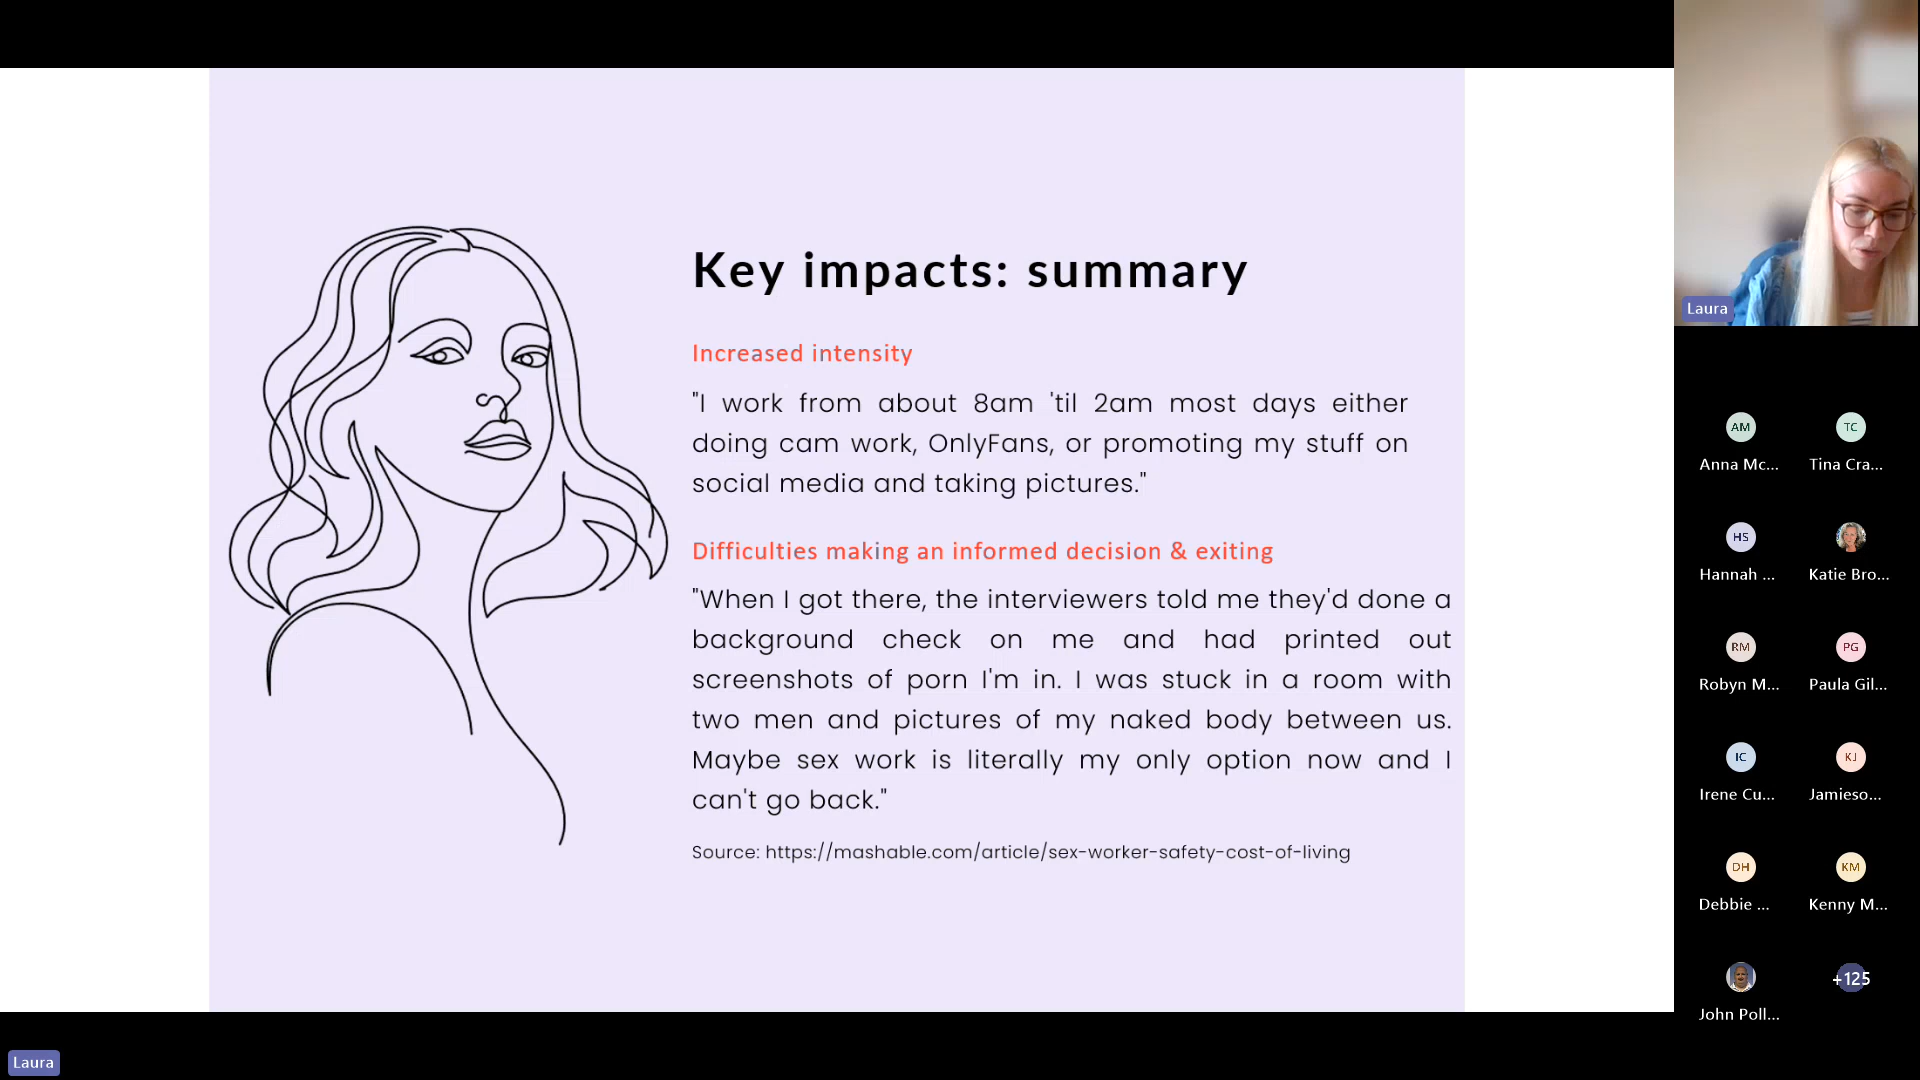 Key impacts: summary
Increased intensity
"I work from about 8am 'til 2am most days either
doing cam work, OnlyFans, or promoting my stuff on
social media and taking pictures."
Difficulties making an informed decision & exiting
"When I got there, the interviewers told me they'd done a
background check on me and had printed out
screenshots of porn I'm in. I was stuck in a room with
two men and pictures of my naked body between us.
Maybe sex work is literally my only option now and I
can't go back."
Source: https://mashable.com/article/sex-worker-safety-cost-of-living
Laura
AM TC
Anna Mc... Tina Cra...
HS
Hannah ... Katie Bro...
RM PG
Robyn M... Paula Gil...
IC KJ
Irene Cu... Jamieso...
DH KM
Debbie ... Kenny M...
+125
John Poll...
Laura